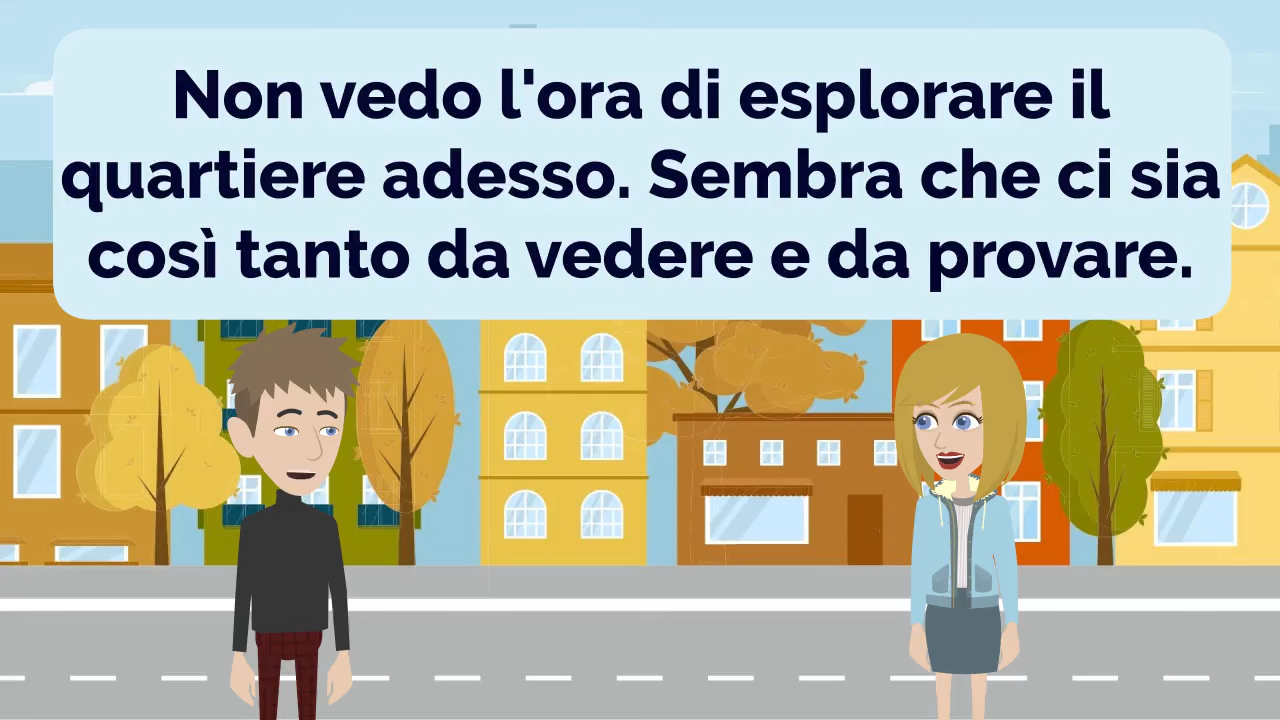 Non vedo l'ora di esplorare il
quartiere adesso. Sembra che ci sia
così tanto da vedere e da provare.